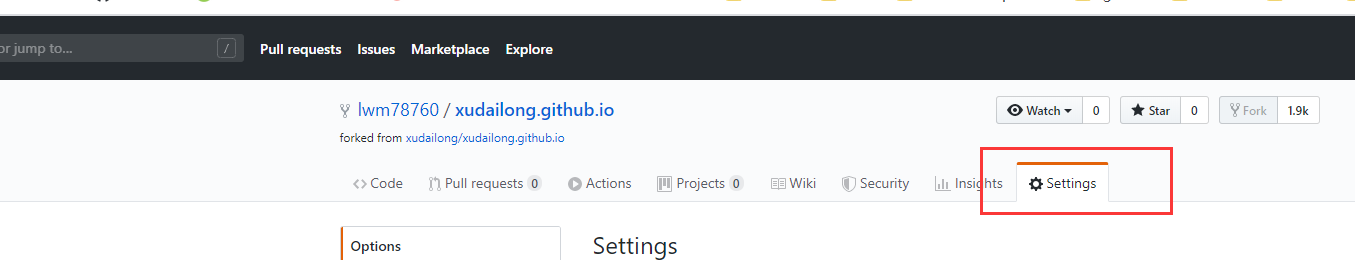 or jump to... /
Pull requests Issues Marketplace Explore
lwm78760 / xudailong.github.io
Watch 0 Star 0 Fork 1.9k
forked from xudailong/xudailong.github.io
Code Pull requests 0 Actions Projects 0 Wiki Security Insights Settings
Options
Settings